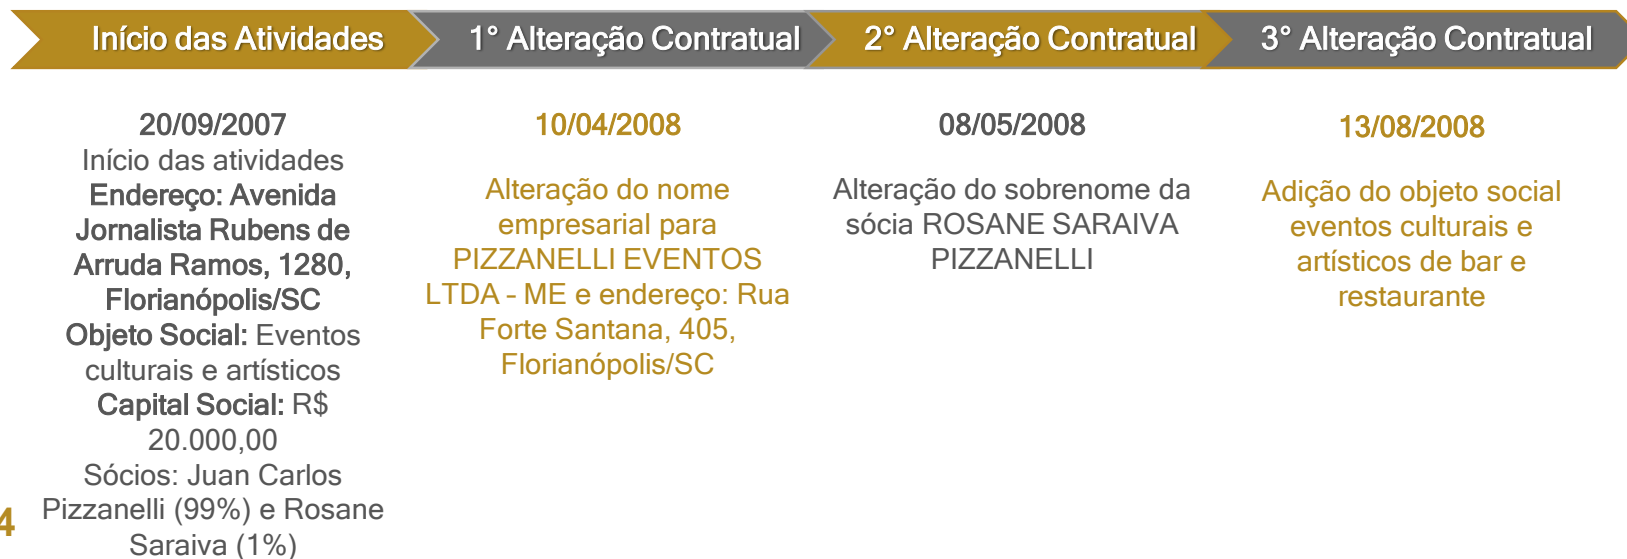 Início das Atividades
1° Alteração Contratual
2° Alteração Contratual
3° Alteração Contratual
20/09/2007
Início das atividades
Endereço: Avenida
Jornalista Rubens de
Arruda Ramos, 1280,
Florianópolis/SC
Objeto Social: Eventos
culturais e artísticos
Capital Social: R$
20.000,00
Sócios: Juan Carlos
Pizzanelli (99%) e Rosane
Saraiva (1%)
10/04/2008
Alteração do nome
empresarial para
PIZZANELLI EVENTOS
LTDA – ME e endereço: Rua
Forte Santana, 405,
Florianópolis/SC
08/05/2008
Alteração do sobrenome da
sócia ROSANE SARAIVA
PIZZANELLI
13/08/2008
Adição do objeto social
eventos culturais e
artísticos de bar e
restaurante
4